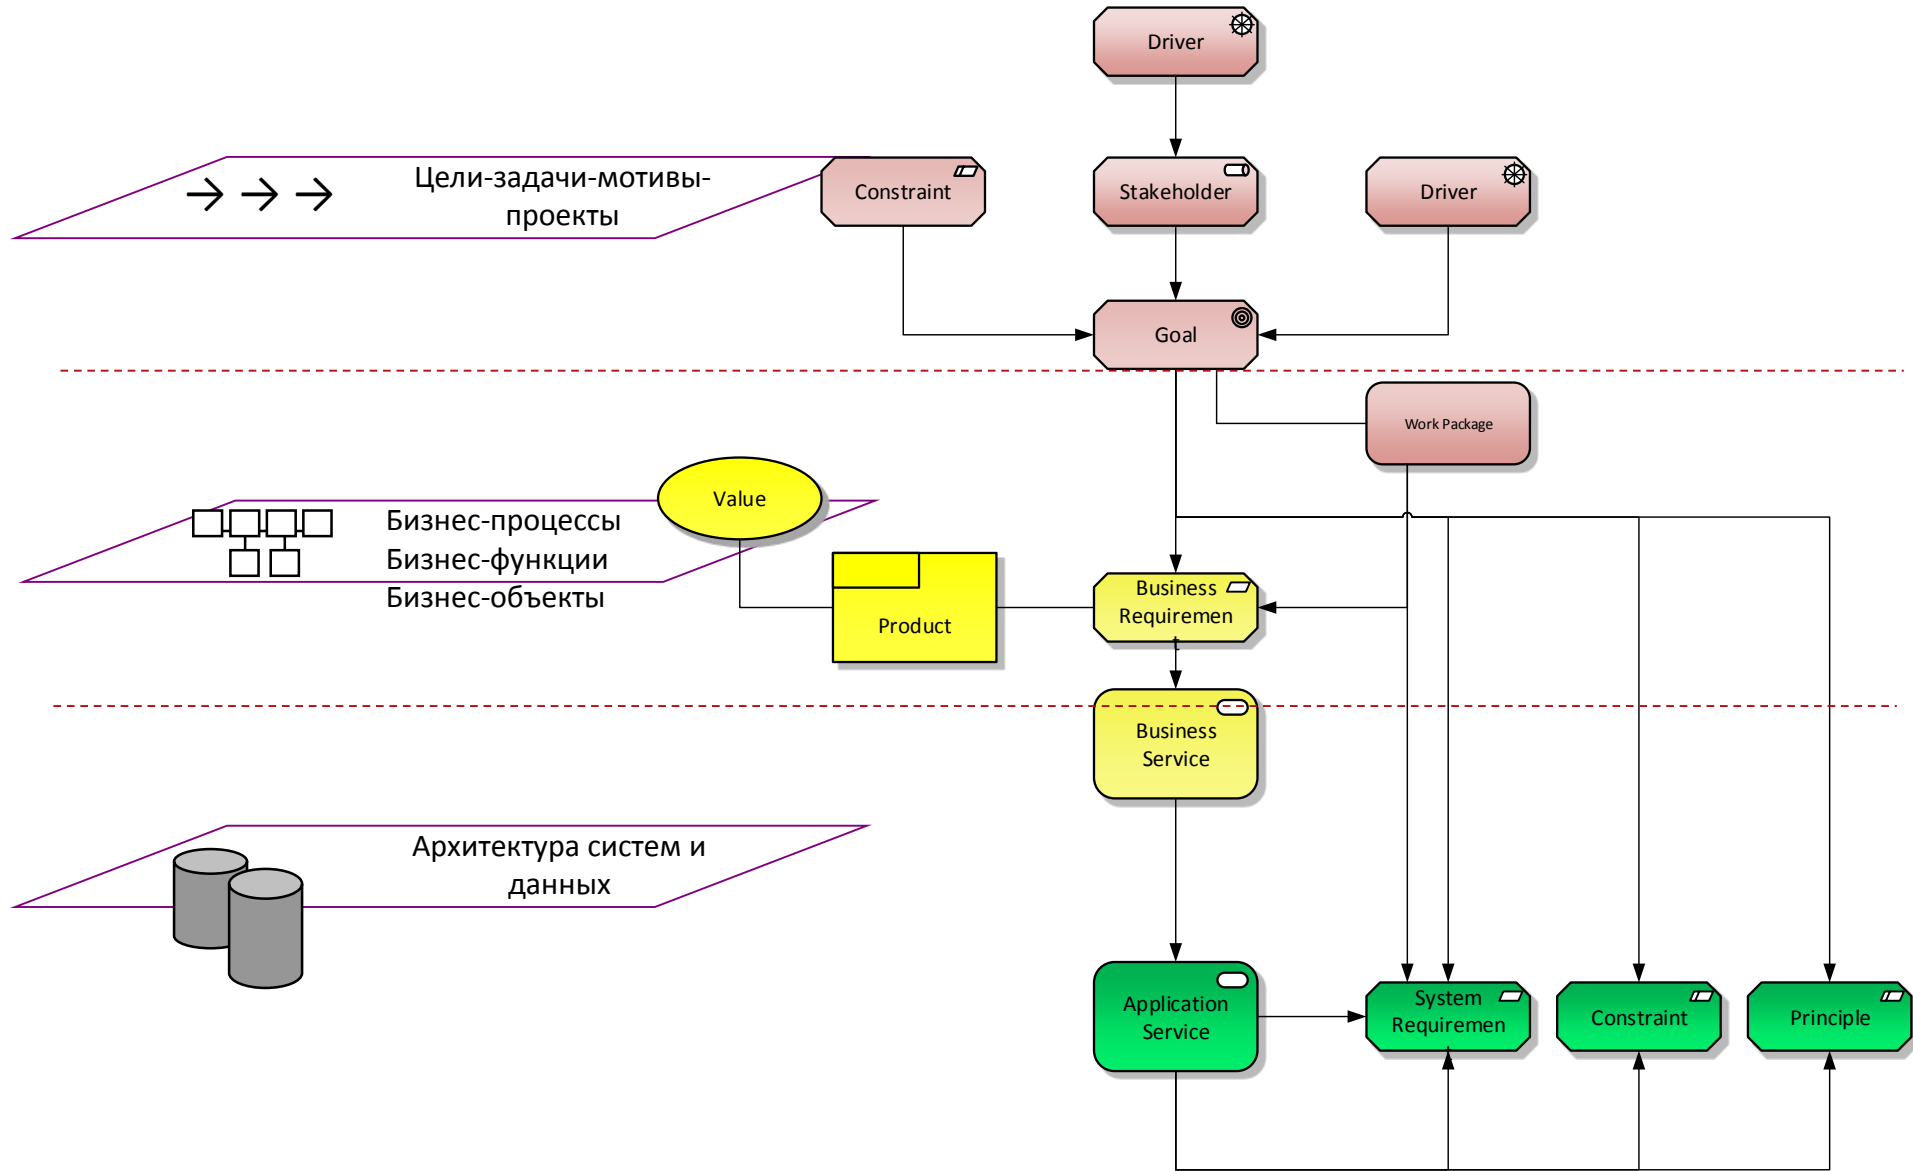 Driver
Цели-задачи-мотивы-
проекты
Constraint
Stakeholder
Driver
Goal
Work Package
Value
Бизнес-процессы
Бизнес-функции
Бизнес-объекты
Product
Business
Requiremen
t
Business
Service
Архитектура систем и
данных
Application
Service
System
Requiremen
t
Constraint
Principle